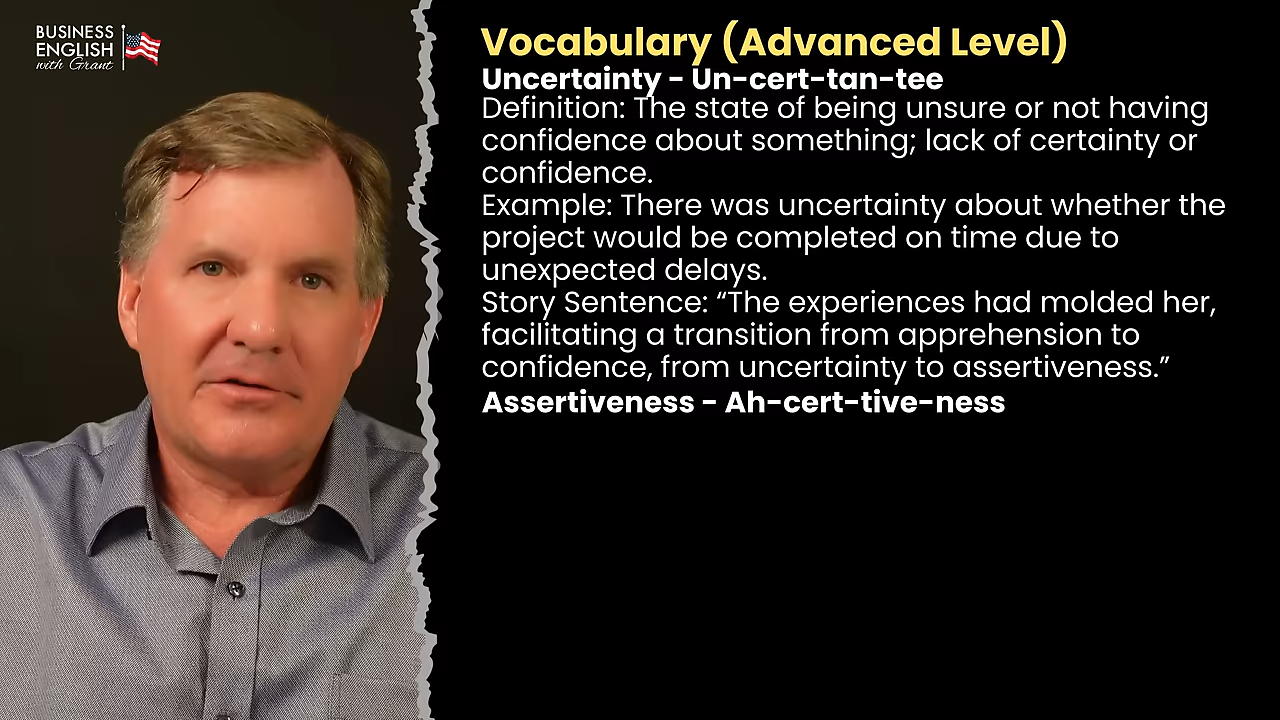 BUSINESS
ENGLISH
with Grant
Vocabulary (Advanced Level)
Uncertainty - Un-cert-tan-tee
Definition: The state of being unsure or not having
confidence about something; lack of certainty or
confidence.
Example: There was uncertainty about whether the
project would be completed on time due to
unexpected delays.
Story Sentence: “The experiences had molded her,
facilitating a transition from apprehension to
confidence, from uncertainty to assertiveness.”
Assertiveness - Ah-cert-tive-ness